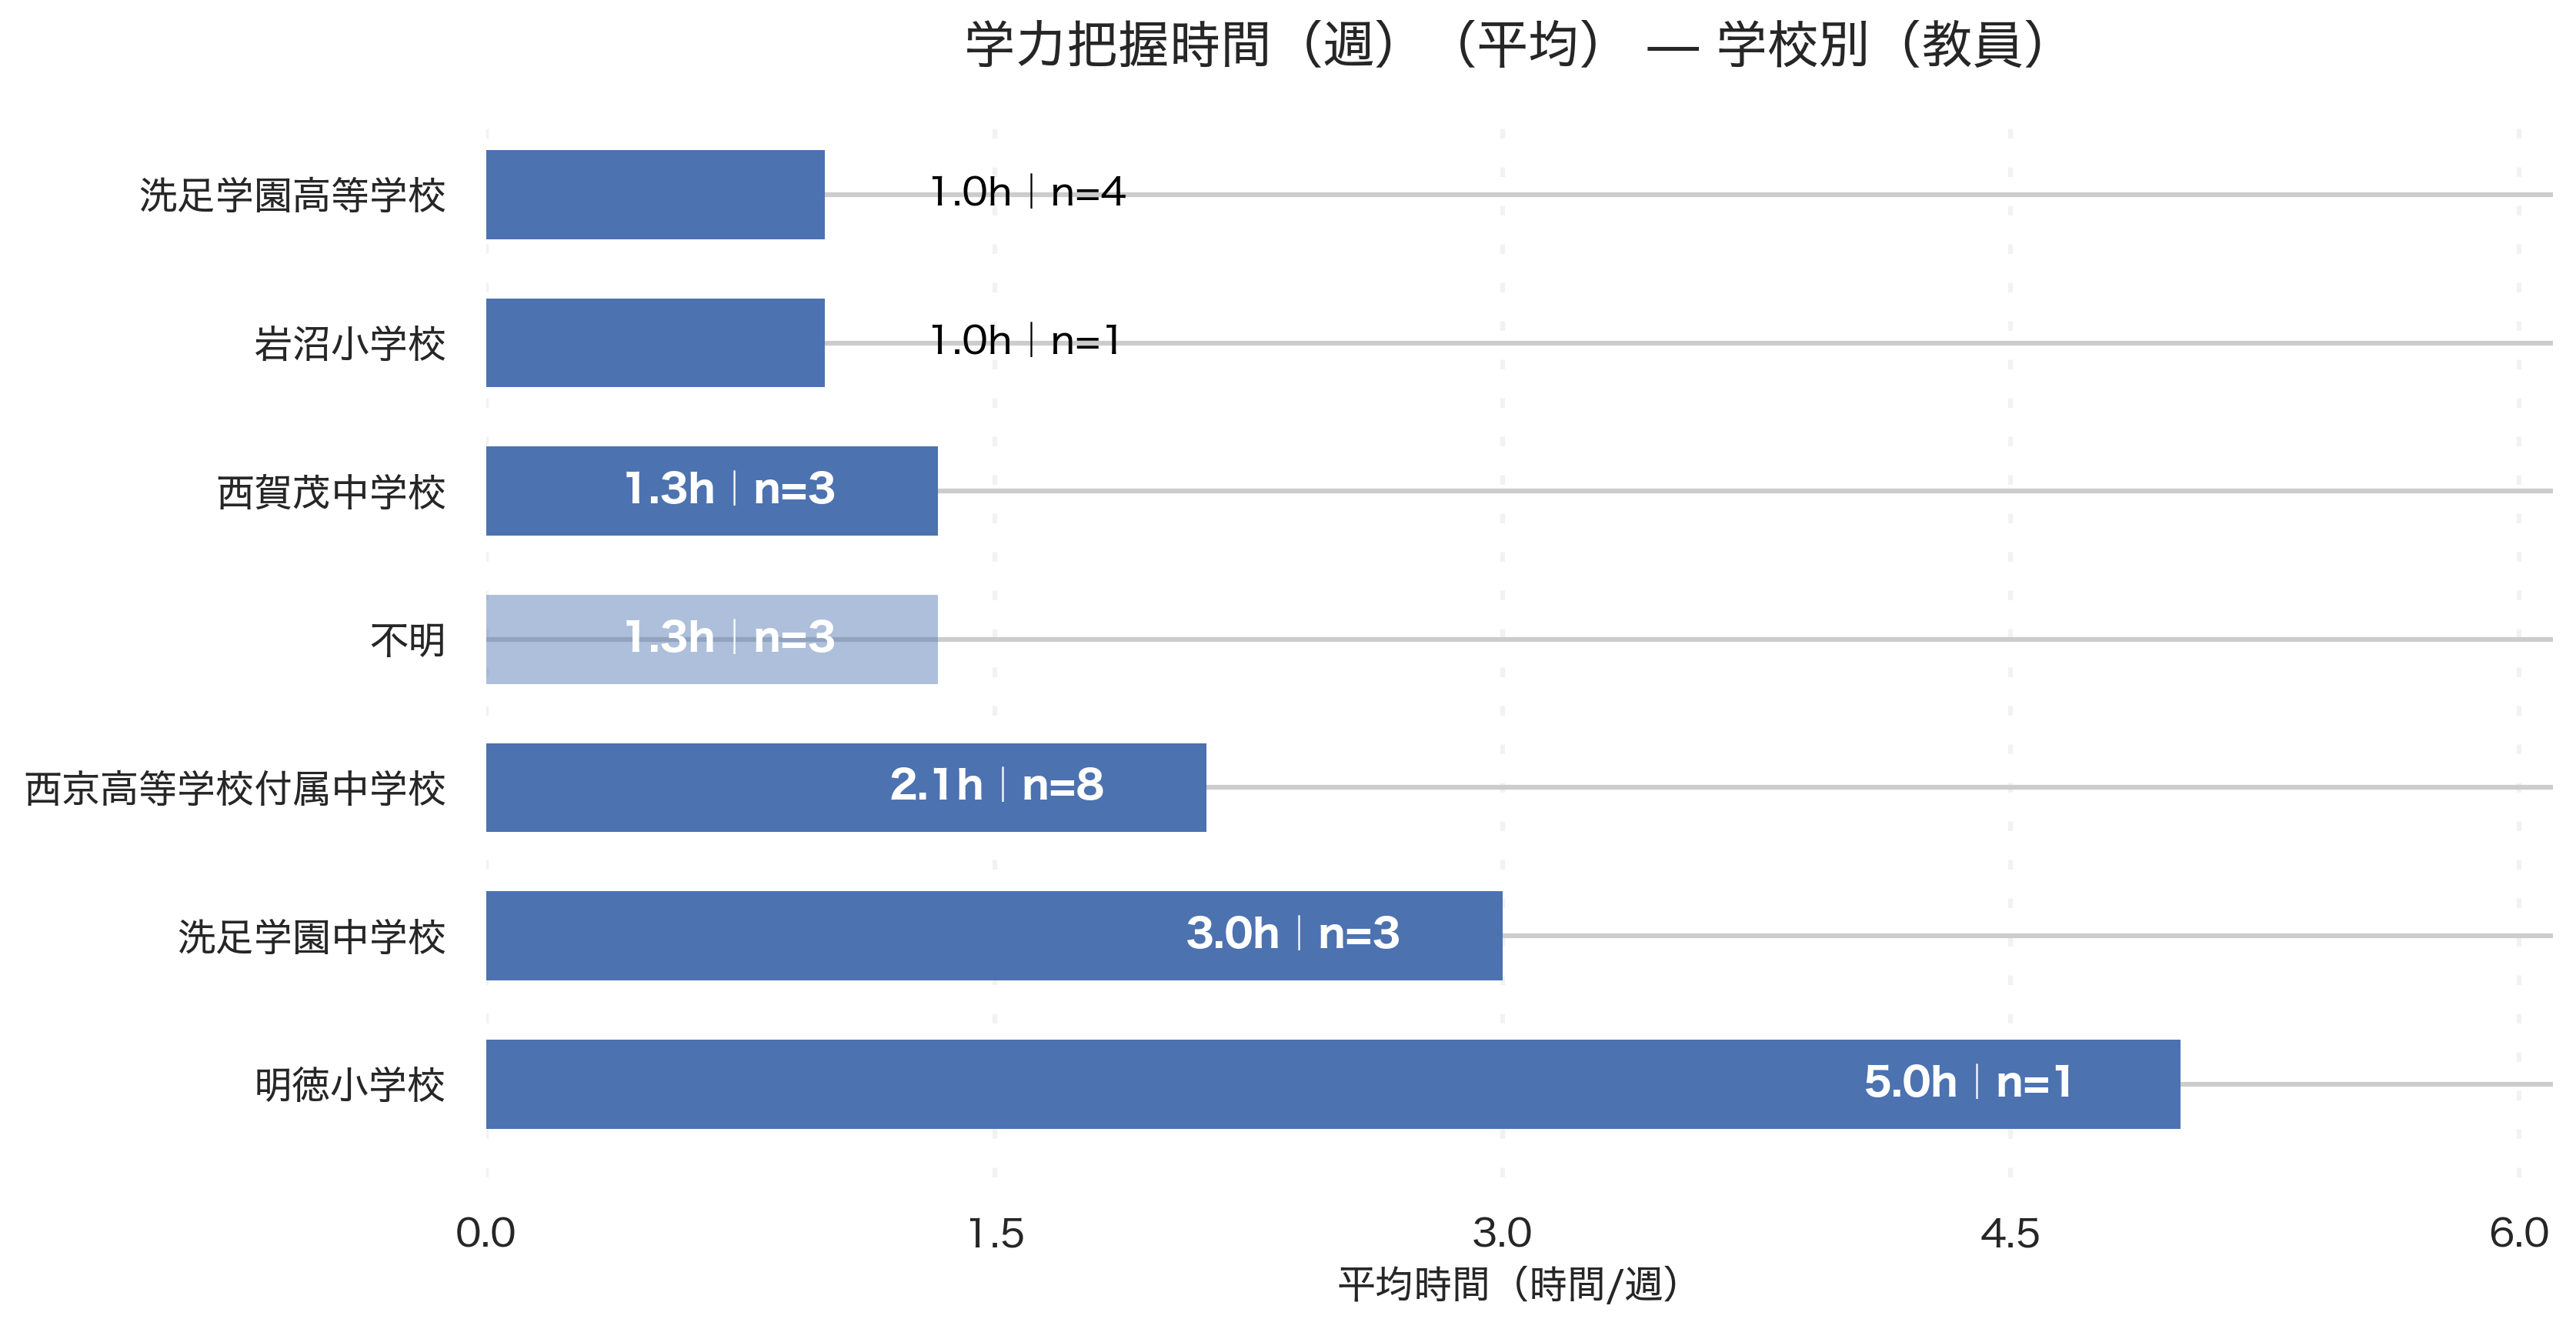 学力把握時間（週）（平均） — 学校別（教員）
洗足学園高等学校 1.0h｜n=4
岩沼小学校 1.0h｜n=1
西賀茂中学校 1.3h｜n=3
不明 1.3h｜n=3
西京高等学校付属中学校 2.1h｜n=8
洗足学園中学校 3.0h｜n=3
明徳小学校 5.0h｜n=1
0.0 1.5 3.0 4.5 6.0
平均時間（時間/週）